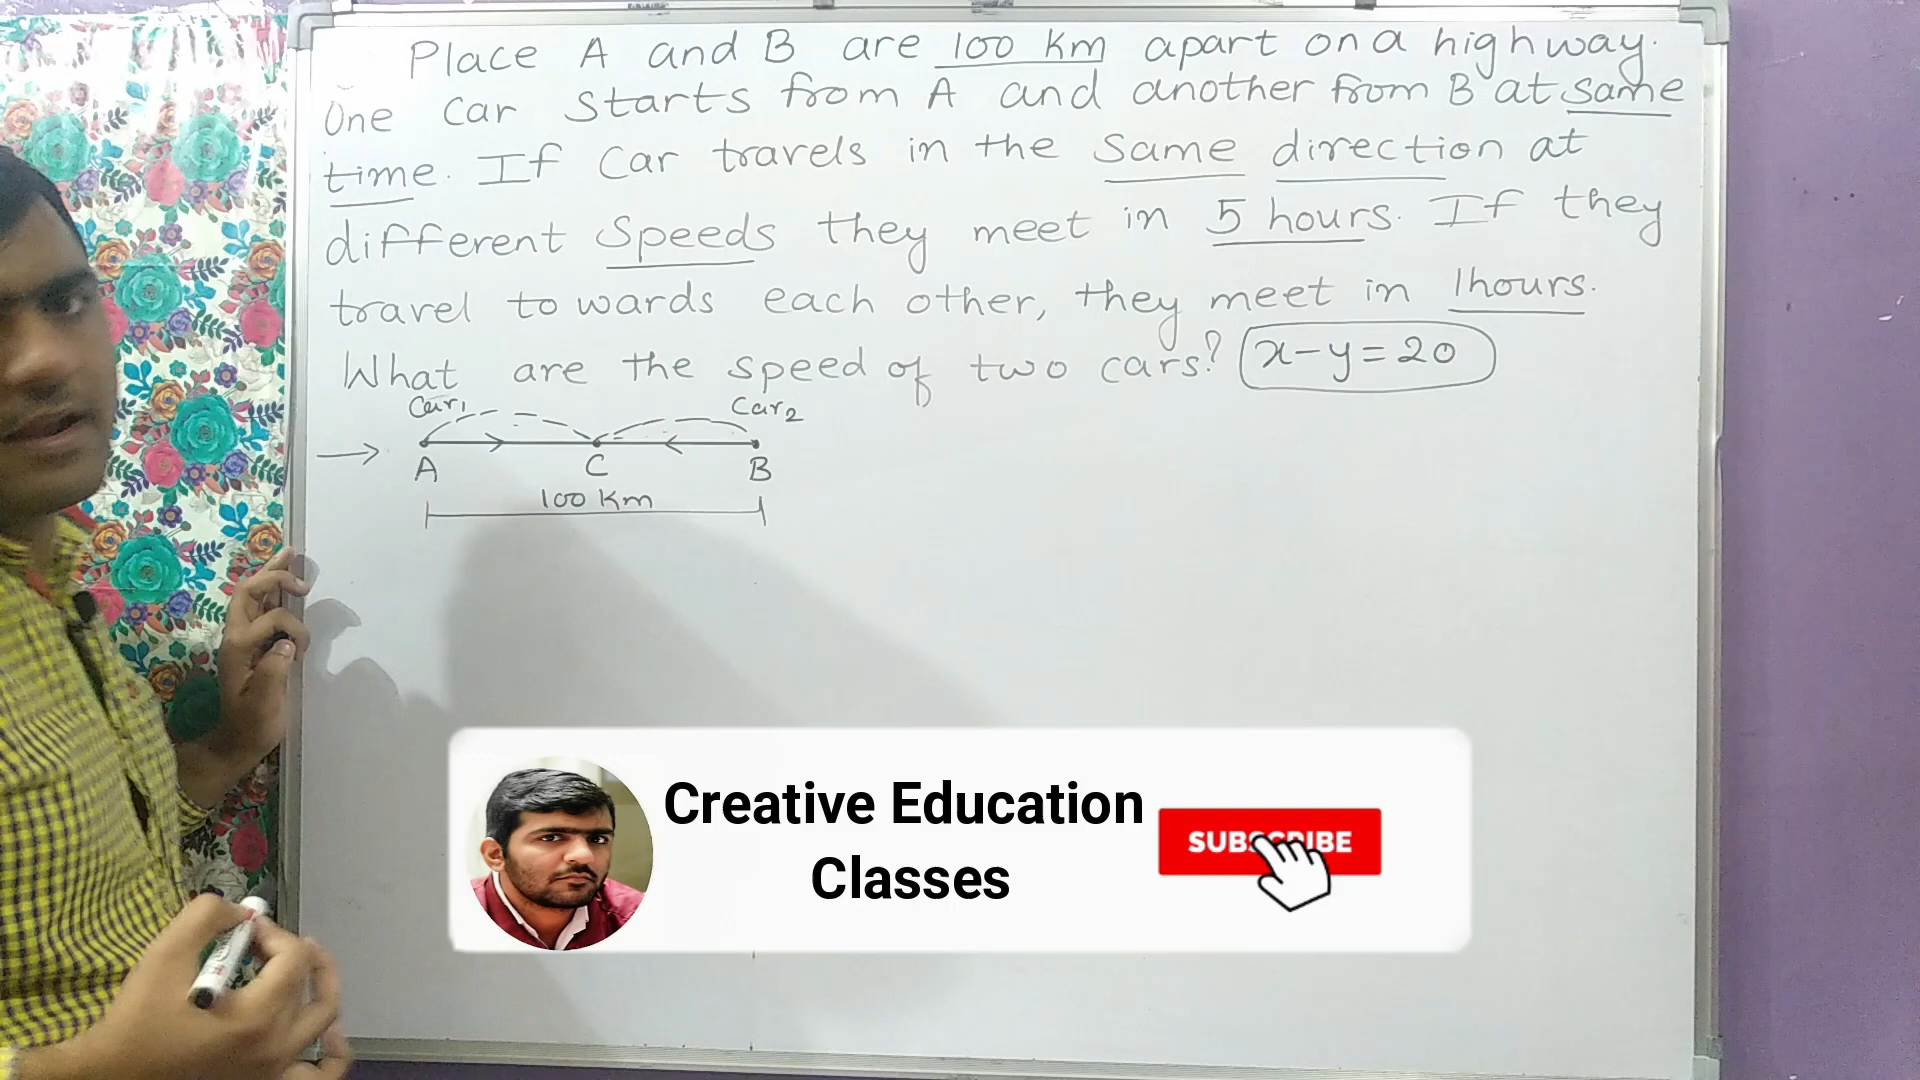 Place A and B are 100 Km apart on a highway.
One car starts from A and another from B at same
time. If Car travels in the same direction at
different speeds they meet in 5 hours. If they
travel towards each other, they meet in 1hours.
What are the speed of two cars? x-y=20
Car1 Car2
A C B
100 Km
Creative Education
Classes
SUBSCRIBE